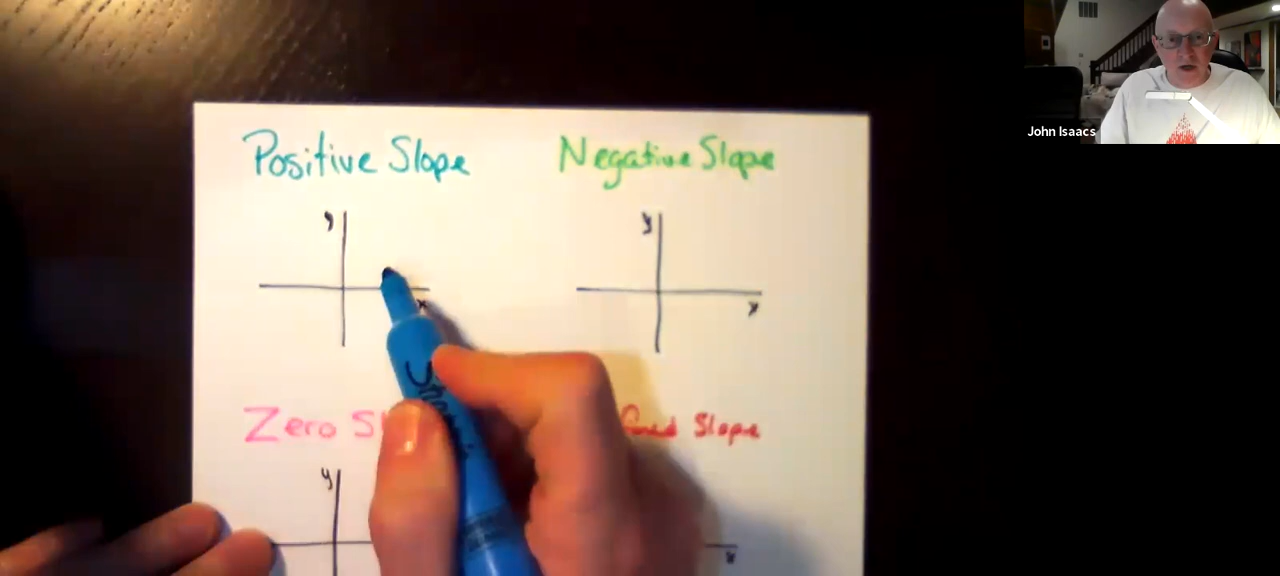 John Isaacs
Positive Slope
Negative Slope
y
y
x
x
Zero
Slope
y
x